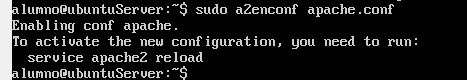 alumno@ubuntuServer:~$ sudo a2enconf apache.conf
Enabling conf apache.
To activate the new configuration, you need to run:
  service apache2 reload
alumno@ubuntuServer:~$